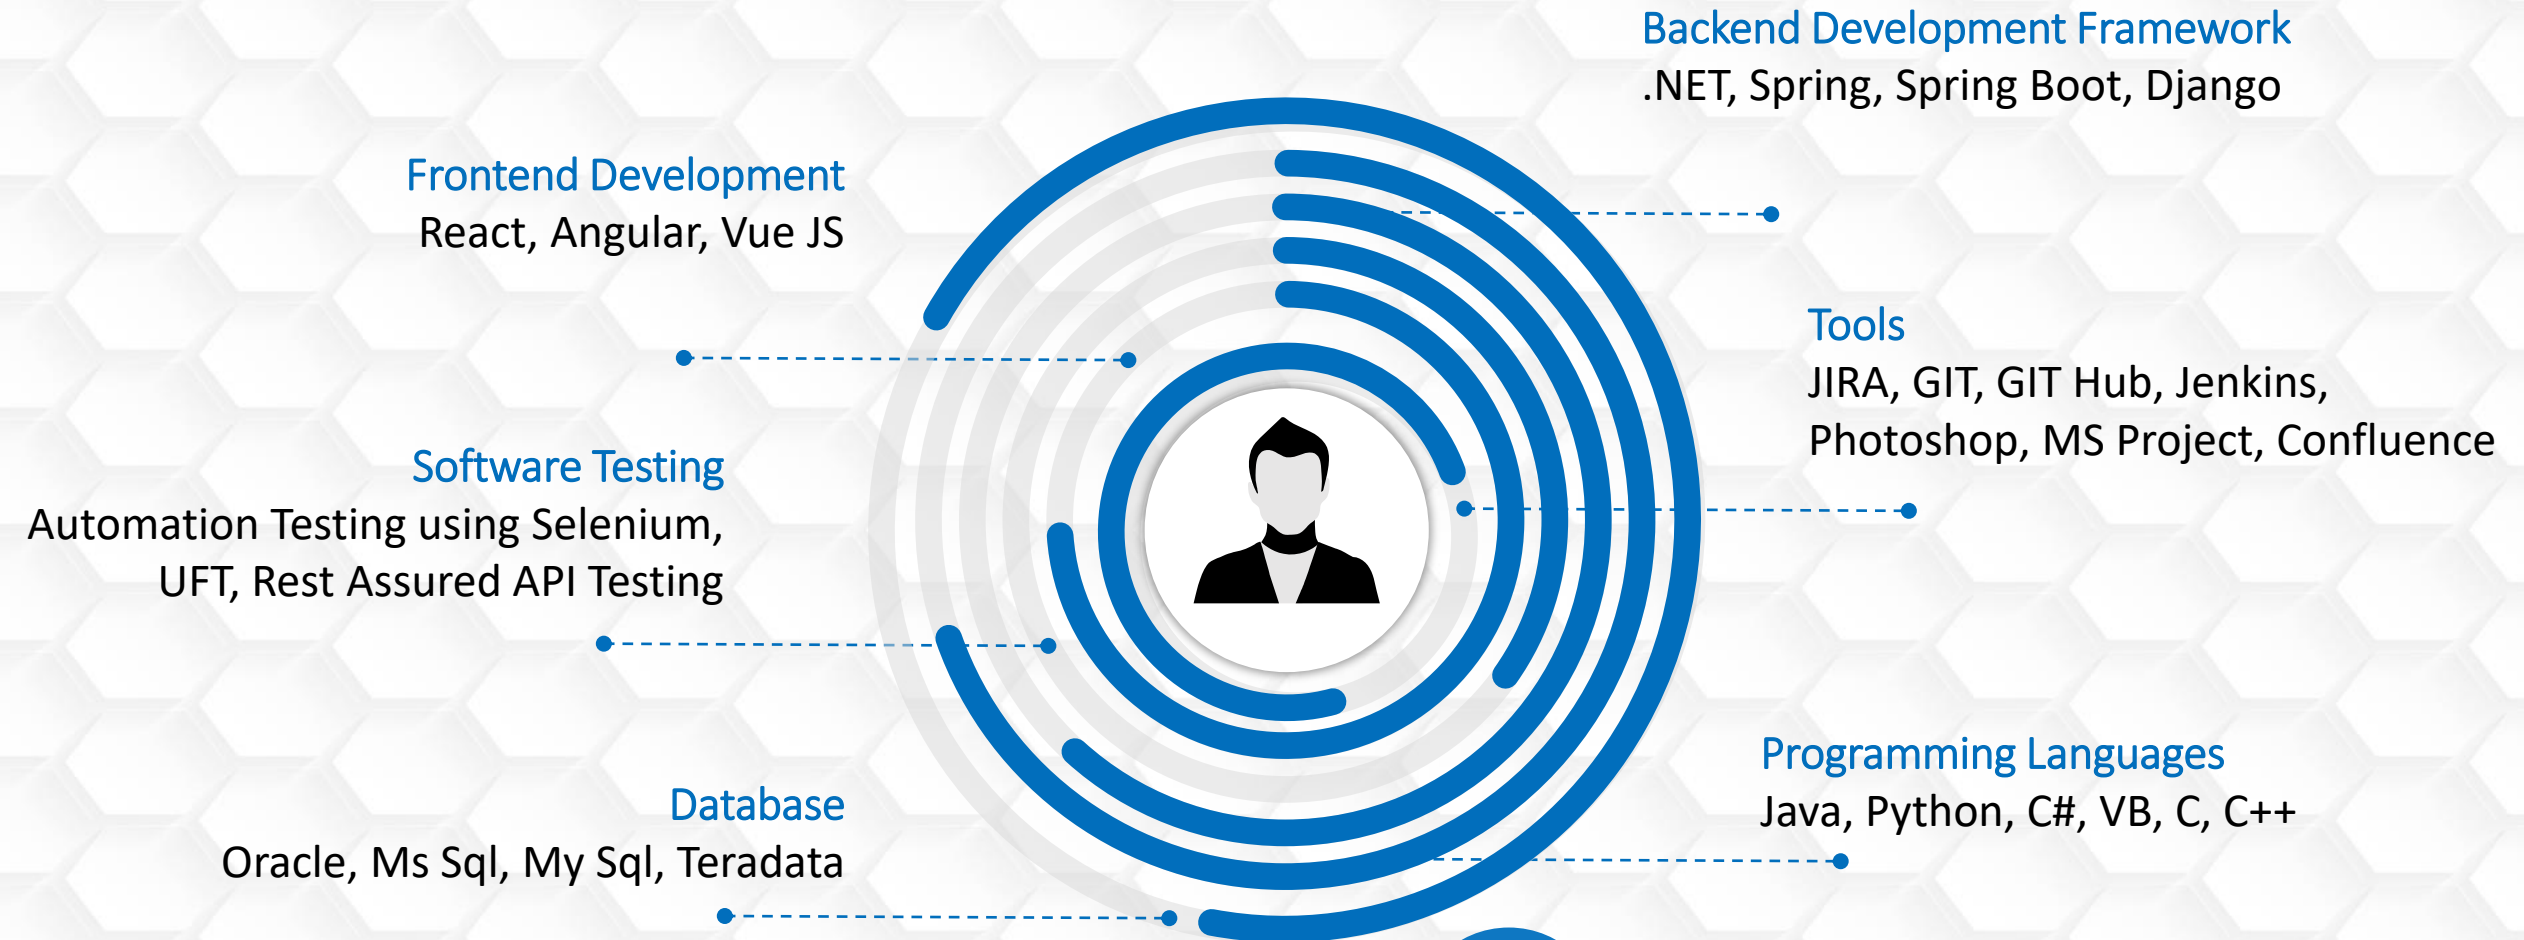 Backend Development Framework
.NET, Spring, Spring Boot, Django
Frontend Development
React, Angular, Vue JS
Tools
JIRA, GIT, GIT Hub, Jenkins,
Photoshop, MS Project, Confluence
Software Testing
Automation Testing using Selenium,
UFT, Rest Assured API Testing
Programming Languages
Java, Python, C#, VB, C, C++
Database
Oracle, Ms Sql, My Sql, Teradata